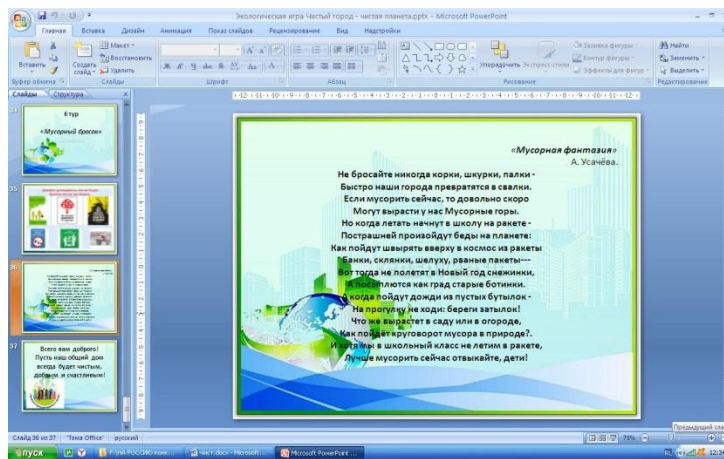 Экологическая игра Чистый город - чистая планета.pptx - Microsoft PowerPoint
Главная Вставка Дизайн Анимация Показ слайдов Рецензирование Вид Надстройки
Вставить
Создать слайд
Макет
Восстановить
Удалить
Упорядочить Экспресс-стили
Заливка фигуры
Контур фигуры
Эффекты для фигур
Найти
Заменить
Выделить
Буфер обмена Слайды Шрифт Абзац Рисование Редактирование
Слайды Структура
6 тур
«Мусорный бросок»
35
36
37
Всего вам доброго!
Пусть наш общий дом
всегда будет чистым,
добрым и счастливым!
«Мусорная фантазия»
А. Усачёва.
Не бросайте никогда корки, шкурки, палки -
Быстро наши города превратятся в свалки.
Если мусорить сейчас, то довольно скоро
Могут вырасти у нас Мусорные горы.
Но когда летать начнут в школу на ракете -
Пострашней произойдут беды на планете:
Как пойдут швырять вверху в космос из ракеты
Банки, склянки, шелуху, рваные пакеты---
Вот тогда не полетят в Новый год снежинки,
А посыплются как град старые ботинки.
А когда пойдут дожди из пустых бутылок -
На прогулку не ходи: береги затылок!
Что же вырастет в саду или в огороде,
Как пойдёт круговорот мусора в природе?.
И хотя мы в школьный класс не летим в ракете,
Лучше мусорить сейчас отвыкайте, дети!
Предыдущий сла
Слайд 36 из 37 "Тема Office" русский 75%
пуск Microsoft PowerPoint ... RL